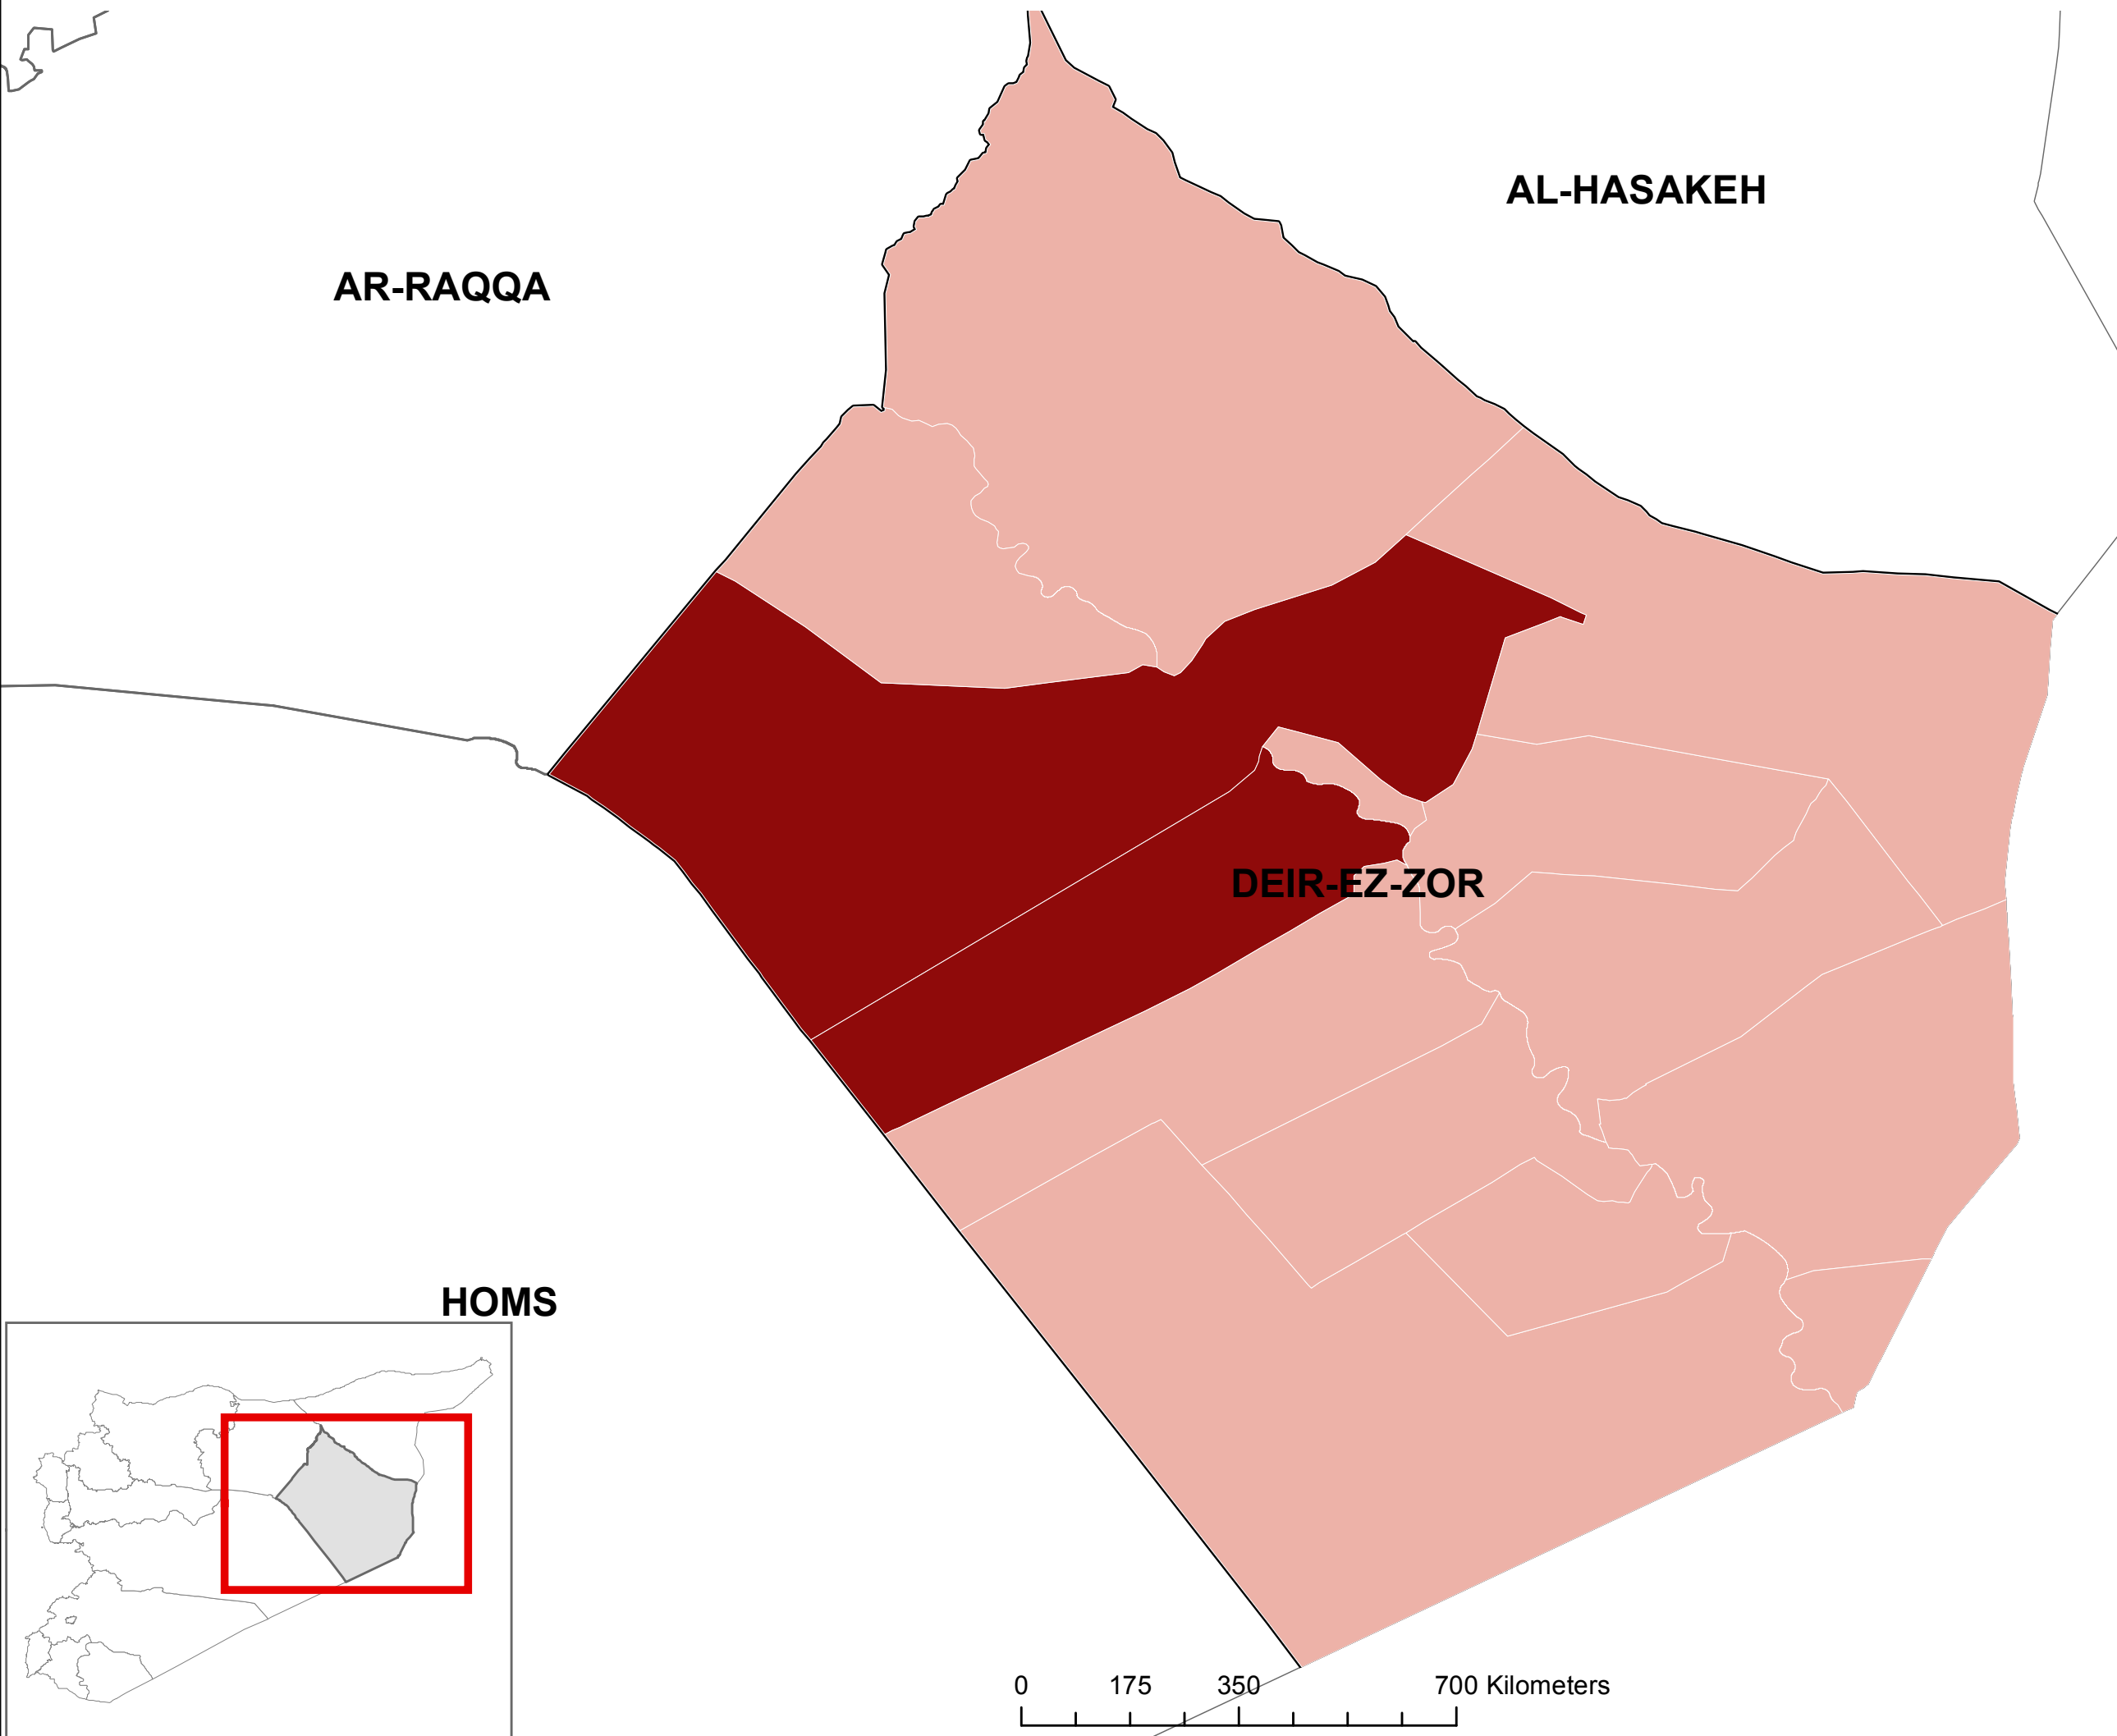 AL-HASAKEH
AR-RAQQA
DEIR-EZ-ZOR
HOMS
0 175 350 700 Kilometers